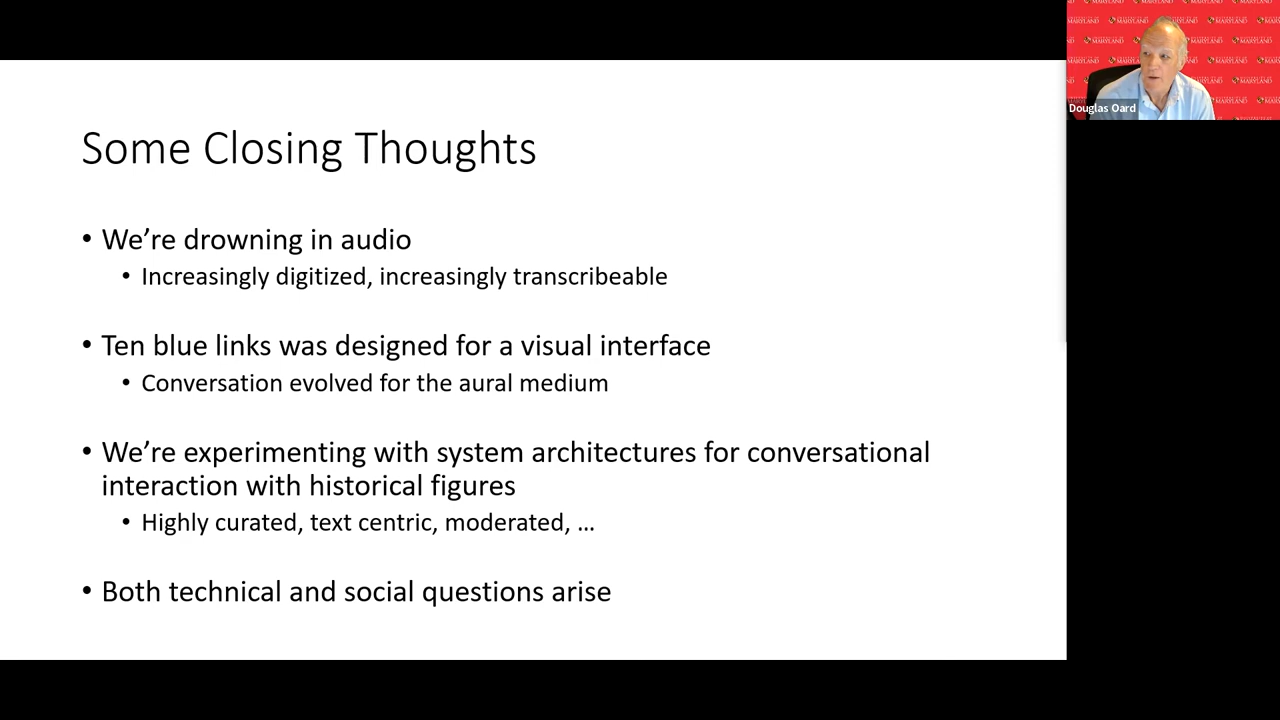 Some Closing Thoughts
• We’re drowning in audio
• Increasingly digitized, increasingly transcribeable
• Ten blue links was designed for a visual interface
• Conversation evolved for the aural medium
• We’re experimenting with system architectures for conversational
interaction with historical figures
• Highly curated, text centric, moderated, …
• Both technical and social questions arise
MARYLAND
Douglas Oard